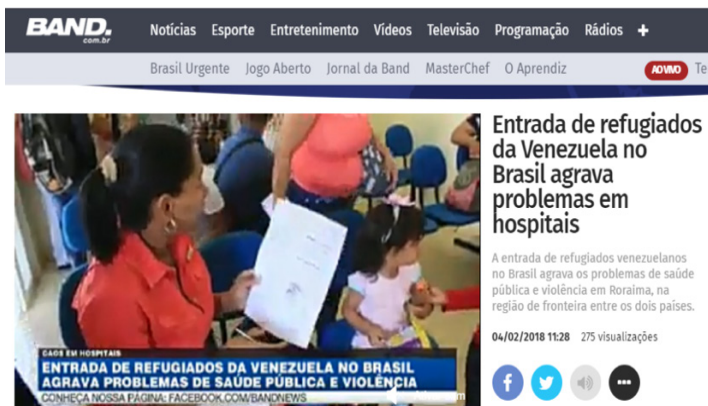 BAND.
com.br
Notícias Esporte Entretenimento Vídeos Televisão Programação Rádios +
Brasil Urgente Jogo Aberto Jornal da Band MasterChef O Aprendiz AO VIVO Te
Entrada de refugiados
da Venezuela no
Brasil agrava
problemas em
hospitais
A entrada de refugiados venezuelanos
no Brasil agrava os problemas de saúde
pública e violência em Roraima, na
região de fronteira entre os dois países.
04/02/2018 11:28 275 visualizações
CAOS EM HOSPITAIS
ENTRADA DE REFUGIADOS DA VENEZUELA NO BRASIL
AGRAVA PROBLEMAS DE SAÚDE PÚBLICA E VIOLÊNCIA
CONHEÇA NOSSA PÁGINA: FACEBOOK.COM/BANDNEWS